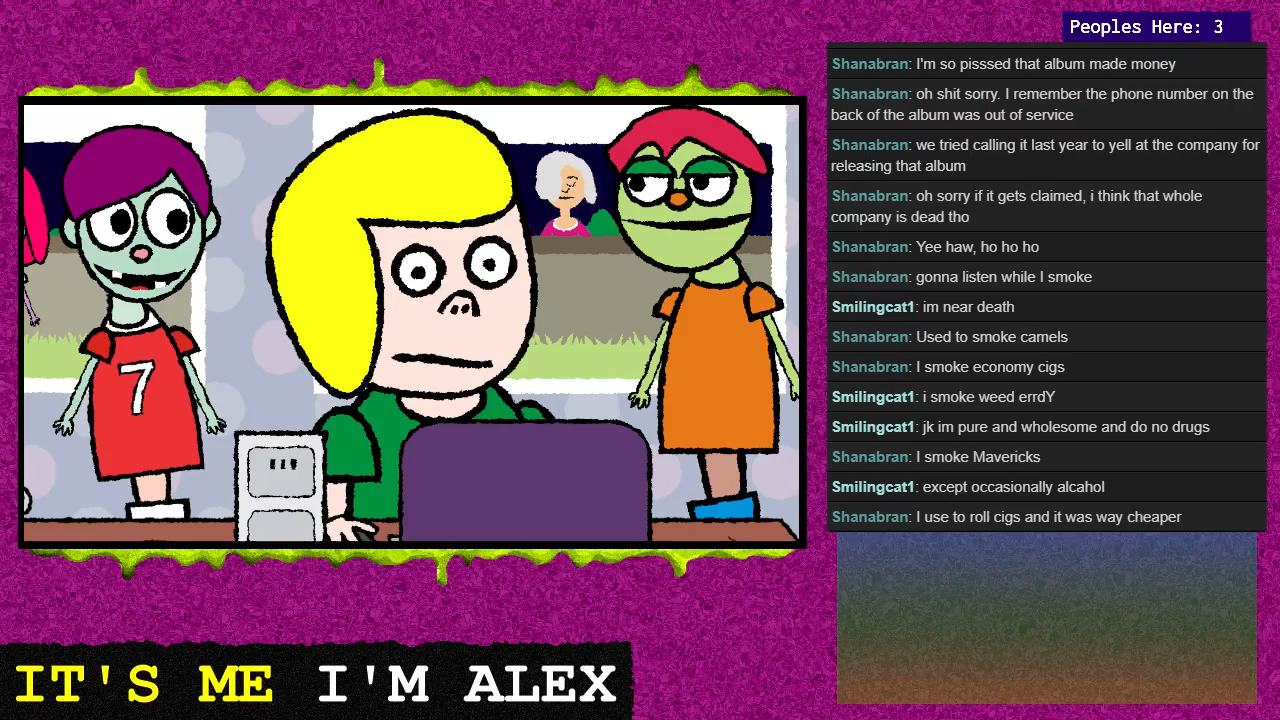 Peoples Here: 3
Shanabran: I'm so pisssed that album made money
Shanabran: oh shit sorry. I remember the phone number on the
back of the album was out of service
Shanabran: we tried calling it last year to yell at the company for
releasing that album
Shanabran: oh sorry if it gets claimed, i think that whole
company is dead tho
Shanabran: Yee haw, ho ho ho
Shanabran: gonna listen while I smoke
Smilingcat1: im near death
Shanabran: Used to smoke camels
Shanabran: I smoke economy cigs
Smilingcat1: i smoke weed errdY
Smilingcat1: jk im pure and wholesome and do no drugs
Shanabran: I smoke Mavericks
Smilingcat1: except occasionally alcahol
Shanabran: I use to roll cigs and it was way cheaper
7
IT'S ME I'M ALEX